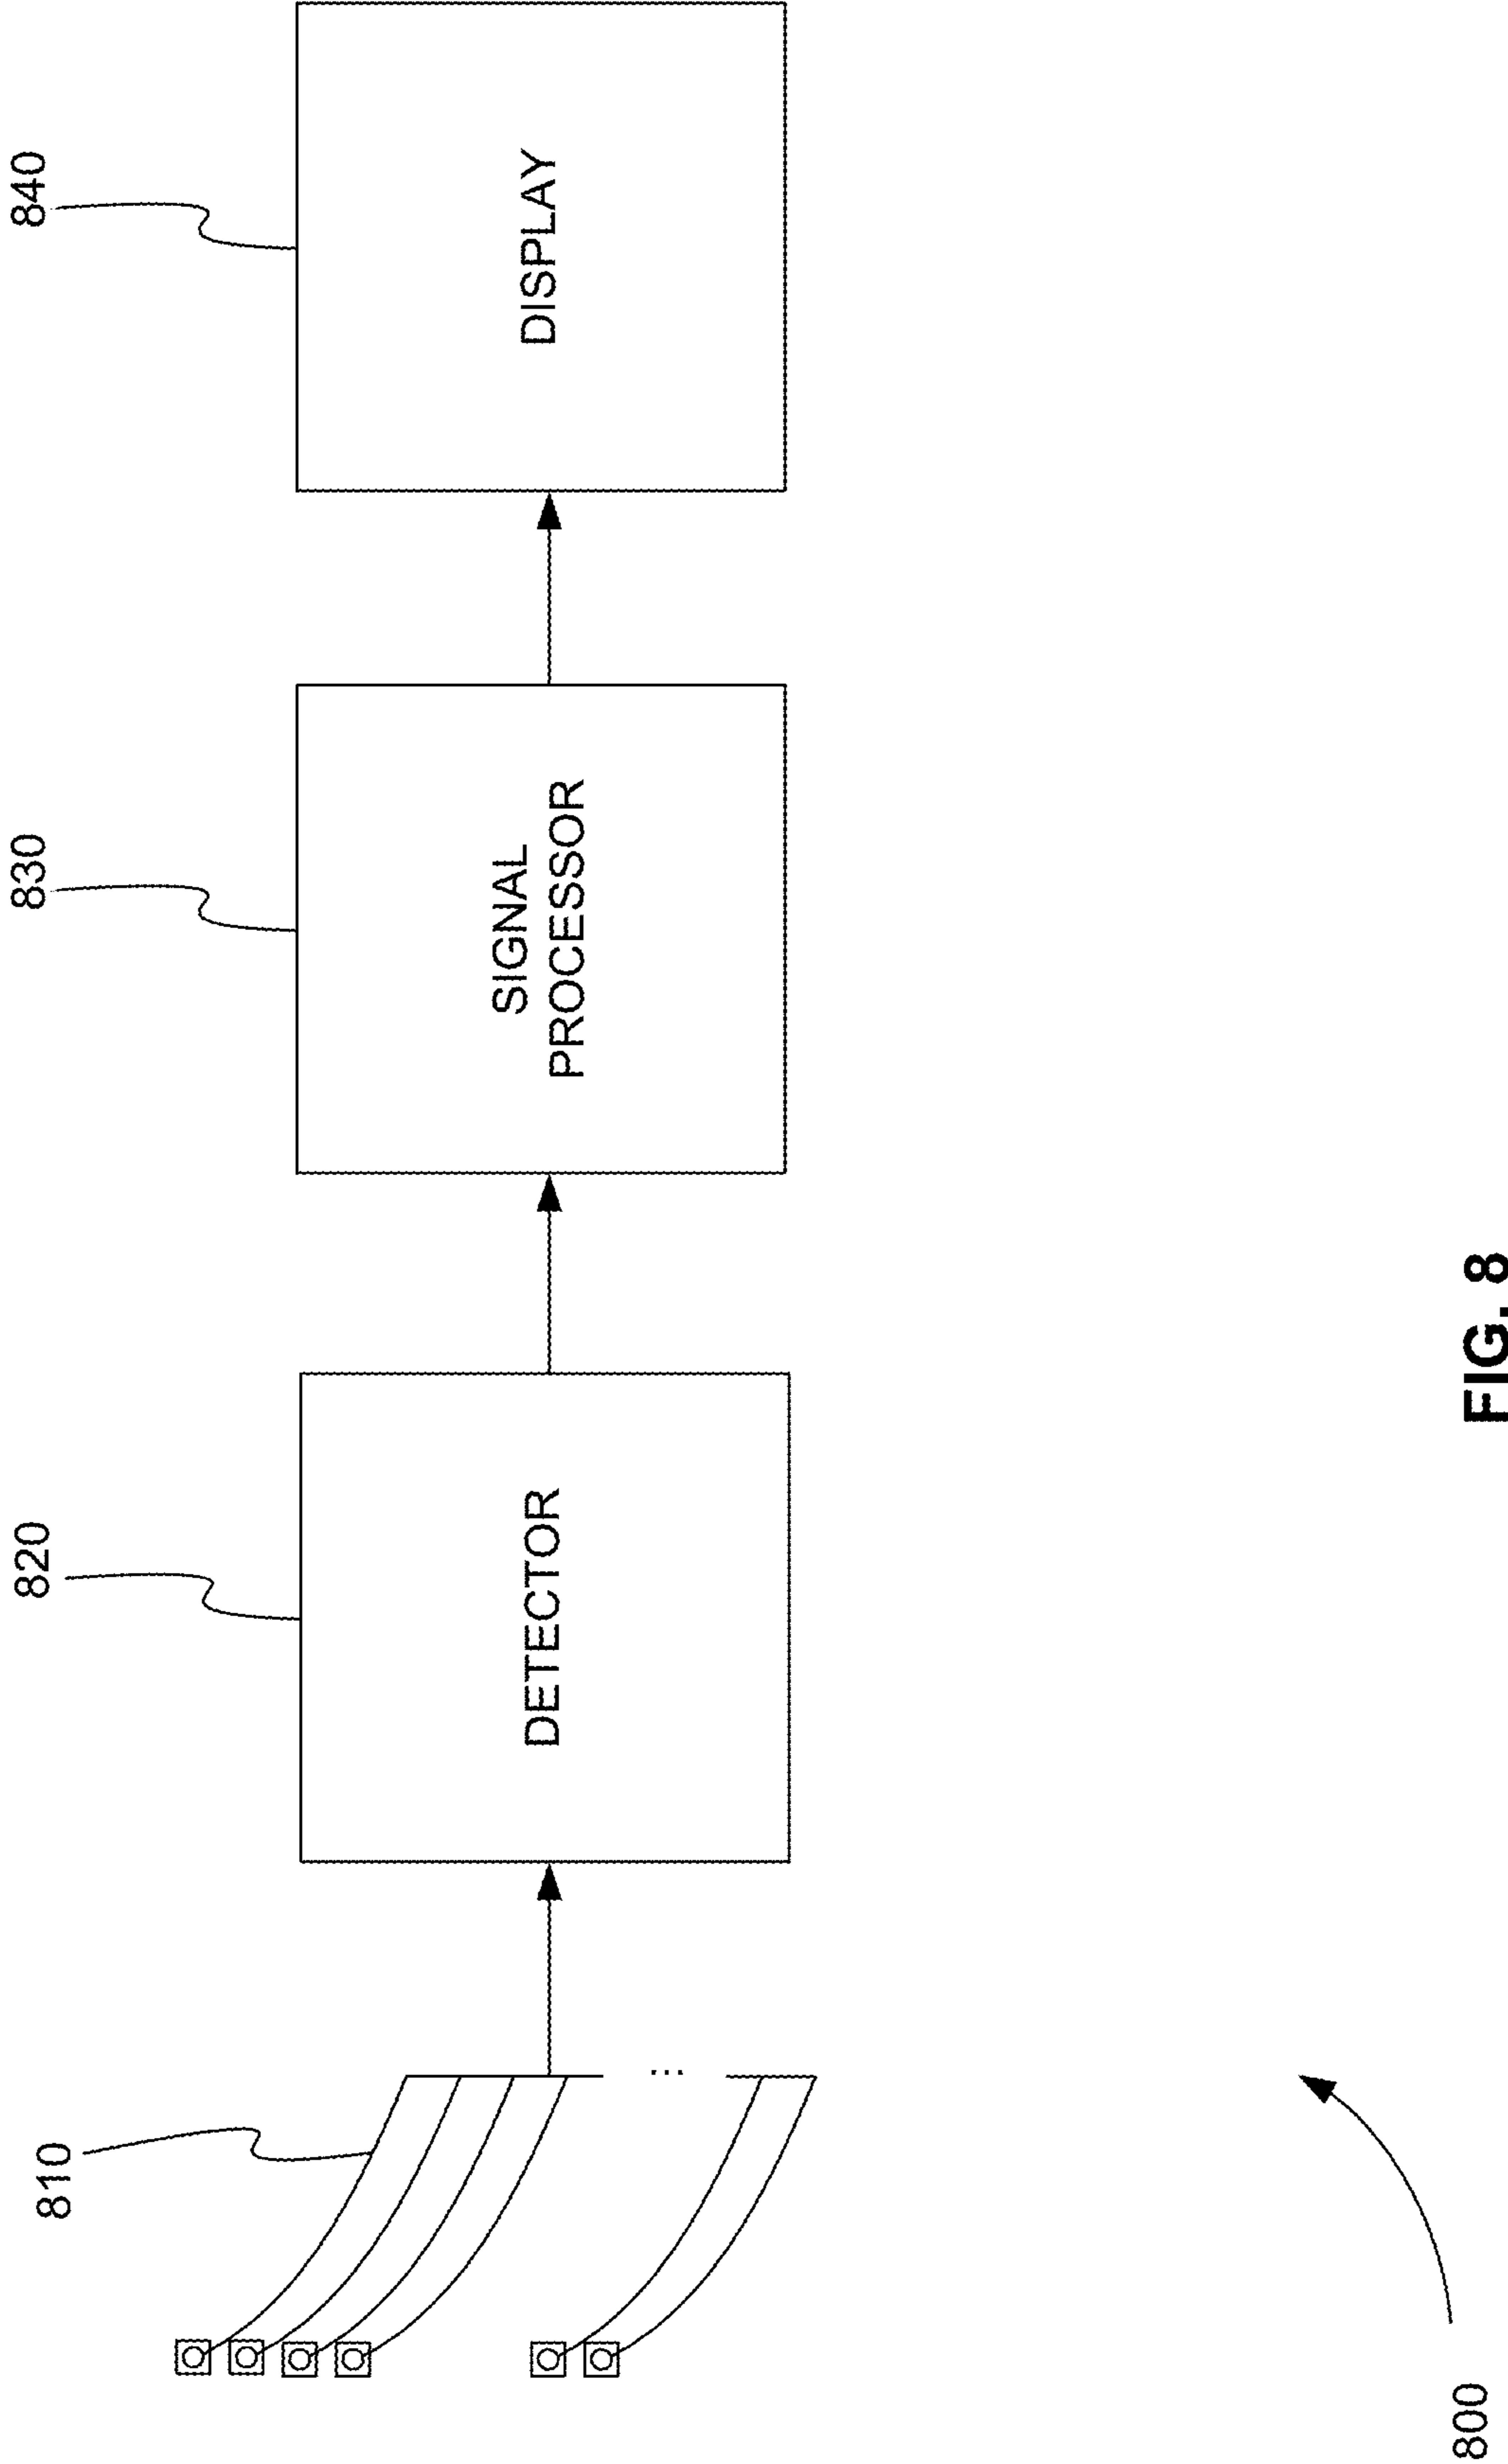 810
820
830
840
DETECTOR
SIGNAL
PROCESSOR
DISPLAY
...
800
FIG. 8